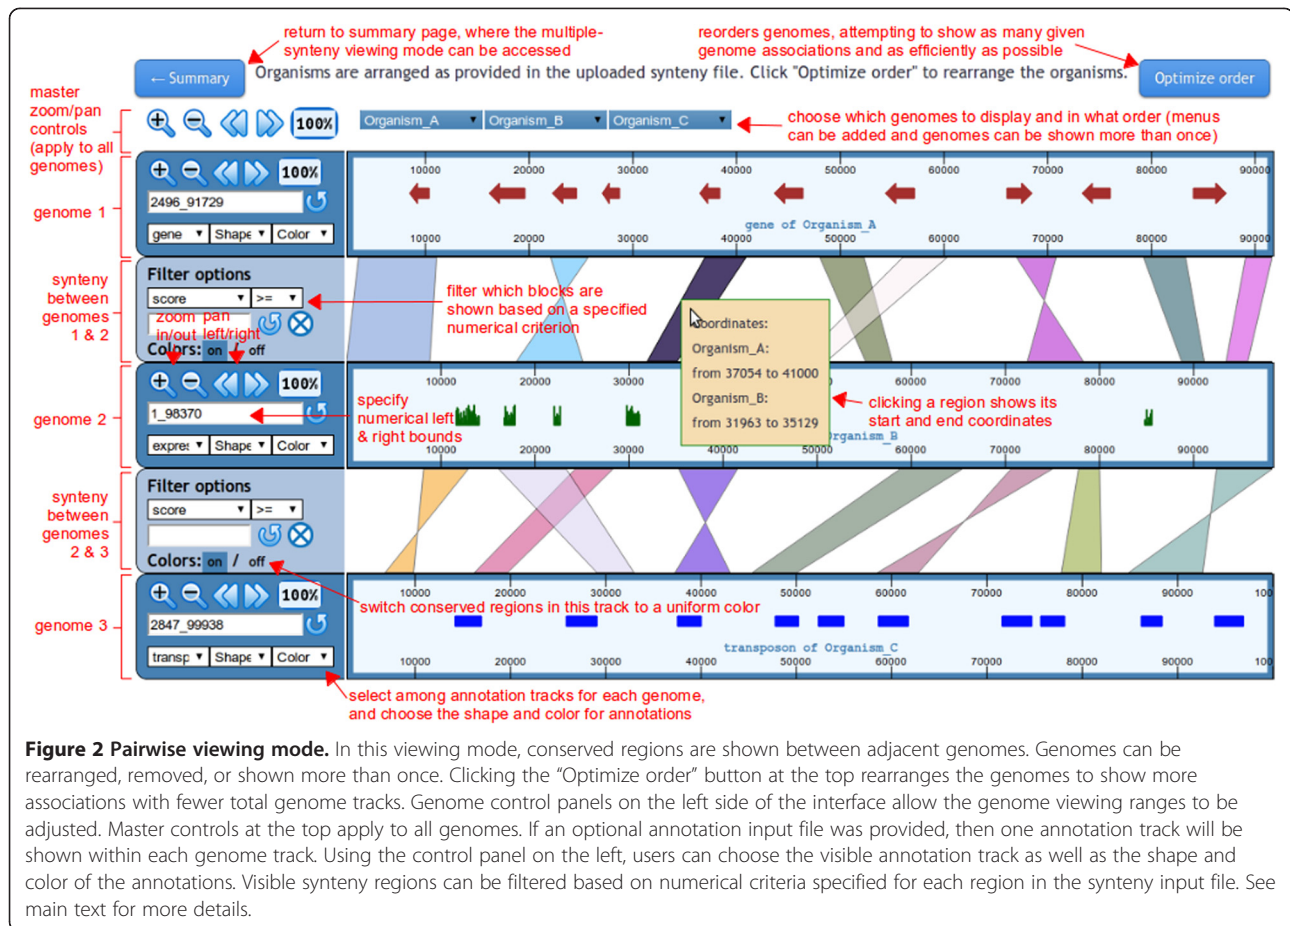 return to summary page, where the multiple-
synteny viewing mode can be accessed
reorders genomes, attempting to show as many given
genome associations and as efficiently as possible
← Summary
Organisms are arranged as provided in the uploaded synteny file. Click "Optimize order" to rearrange the organisms.
Optimize order
master
zoom/pan
controls
(apply to all
genomes)
100%
Organism_A
Organism_B
Organism_C
choose which genomes to display and in what order (menus
can be added and genomes can be shown more than once)
genome 1
100%
2496_91729
gene
Shape
Color
10000 20000 30000 40000 50000 60000 70000 80000 90000
gene of Organism_A
10000 20000 30000 40000 50000 60000 70000 80000 90000
synteny
between
genomes
1 & 2
Filter options
score
>=
zoom
in/out
pan
left/right
Colors: on / off
filter which blocks are
shown based on a specified
numerical criterion
coordinates:
Organism_A:
from 37054 to 41000
Organism_B:
from 31963 to 35129
clicking a region shows its
start and end coordinates
genome 2
100%
1_98370
expre
Shape
Color
specify
numerical left
& right bounds
10000 20000 30000 60000 70000 80000 90000
Organism_B
10000 20000 30000 40000 50000 60000 70000 80000 90000
synteny
between
genomes
2 & 3
Filter options
score
>=
Colors: on / off
switch conserved regions in this track to a uniform color
genome 3
100%
2847_99938
transp
Shape
Color
10000 20000 30000 40000 50000 60000 70000 80000 90000 100
transposon of Organism_C
10000 20000 30000 40000 50000 60000 70000 80000 90000 100
select among annotation tracks for each genome,
and choose the shape and color for annotations
Figure 2 Pairwise viewing mode. In this viewing mode, conserved regions are shown between adjacent genomes. Genomes can be
rearranged, removed, or shown more than once. Clicking the "Optimize order" button at the top rearranges the genomes to show more
associations with fewer total genome tracks. Genome control panels on the left side of the interface allow the genome viewing ranges to be
adjusted. Master controls at the top apply to all genomes. If an optional annotation input file was provided, then one annotation track will be
shown within each genome track. Using the control panel on the left, users can choose the visible annotation track as well as the shape and
color of the annotations. Visible synteny regions can be filtered based on numerical criteria specified for each region in the synteny input file. See
main text for more details.